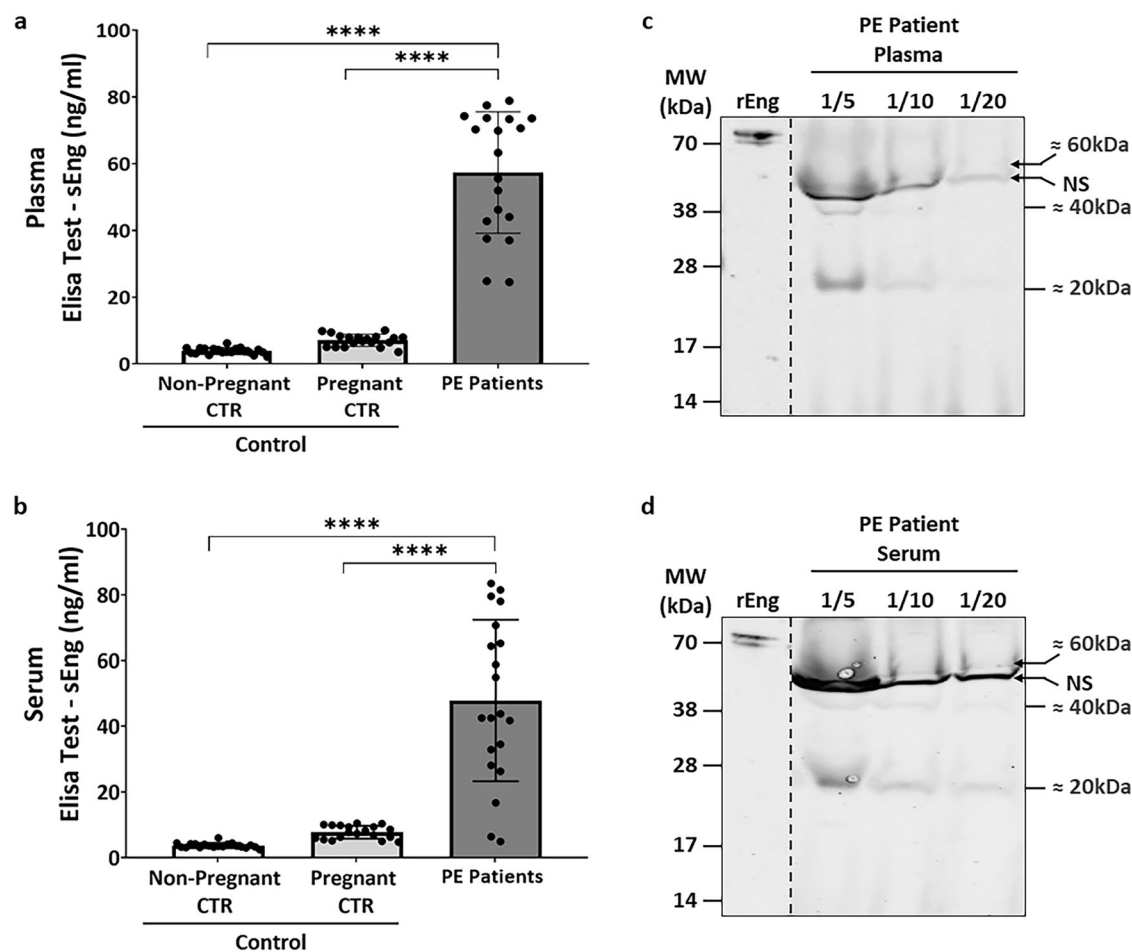 a
Plasma
Elisa Test - sEng (ng/ml)
100
80
60
40
20
0
****
****
Non-Pregnant
CTR
Pregnant
CTR
PE Patients
Control
c
PE Patient
Plasma
MW
(kDa)
rEng
1/5
1/10
1/20
70
38
28
17
14
≈ 60kDa
NS
≈ 40kDa
≈ 20kDa
b
Serum
Elisa Test - sEng (ng/ml)
100
80
60
40
20
0
****
****
Non-Pregnant
CTR
Pregnant
CTR
PE Patients
Control
d
PE Patient
Serum
MW
(kDa)
rEng
1/5
1/10
1/20
70
38
28
17
14
≈ 60kDa
NS
≈ 40kDa
≈ 20kDa